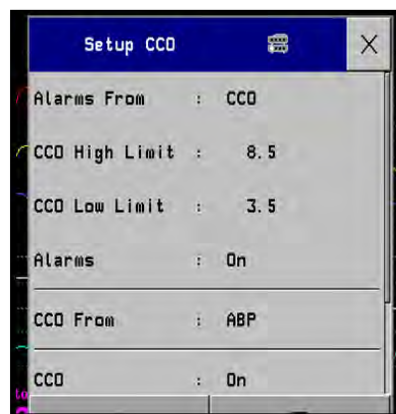 Setup CCO
Alarms From : CCO
CCO High Limit : 8.5
CCO Low Limit : 3.5
Alarms : On
CCO From : ABP
CCO : On
Lo